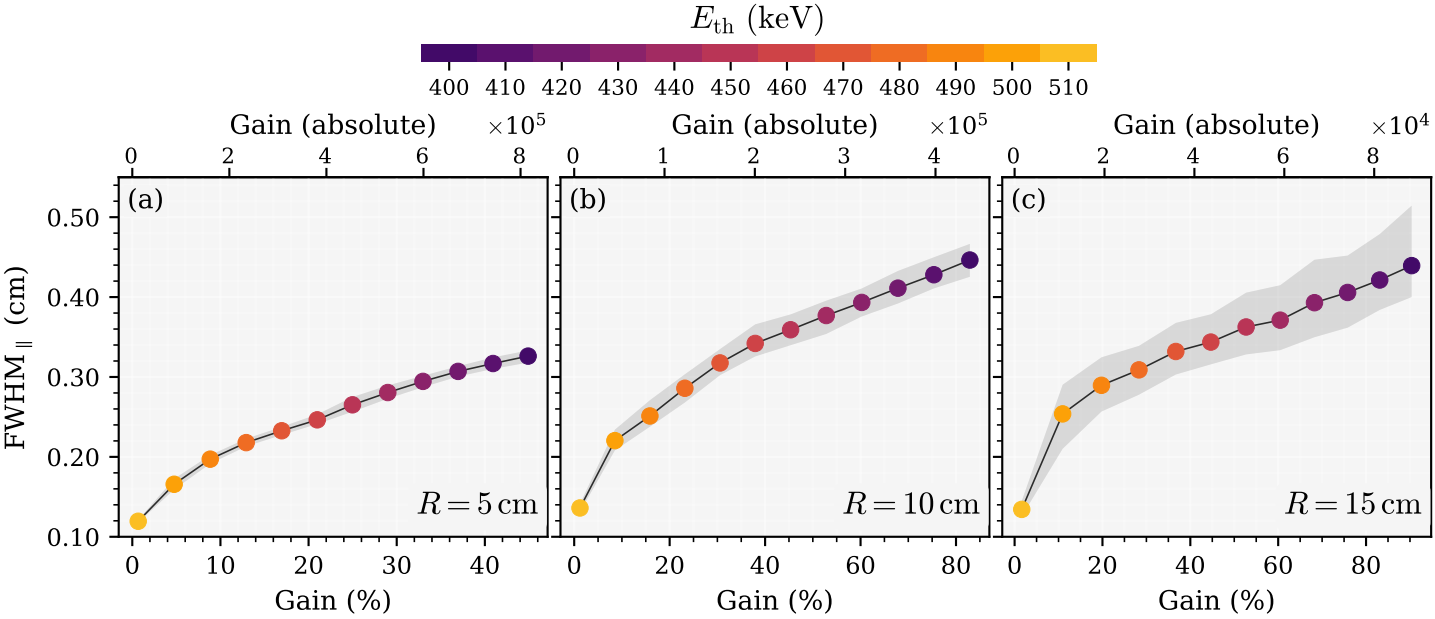 E_th (keV)
400 410 420 430 440 450 460 470 480 490 500 510
Gain (absolute) ×10^5 Gain (absolute) ×10^5 Gain (absolute) ×10^4
0 2 4 6 8 0 1 2 3 4 0 2 4 6 8
(a) (b) (c)
0.50
0.40
0.30
0.20
0.10
FWHM_∥ (cm)
R = 5 cm R = 10 cm R = 15 cm
0 10 20 30 40 0 20 40 60 80 0 20 40 60 80
Gain (%) Gain (%) Gain (%)